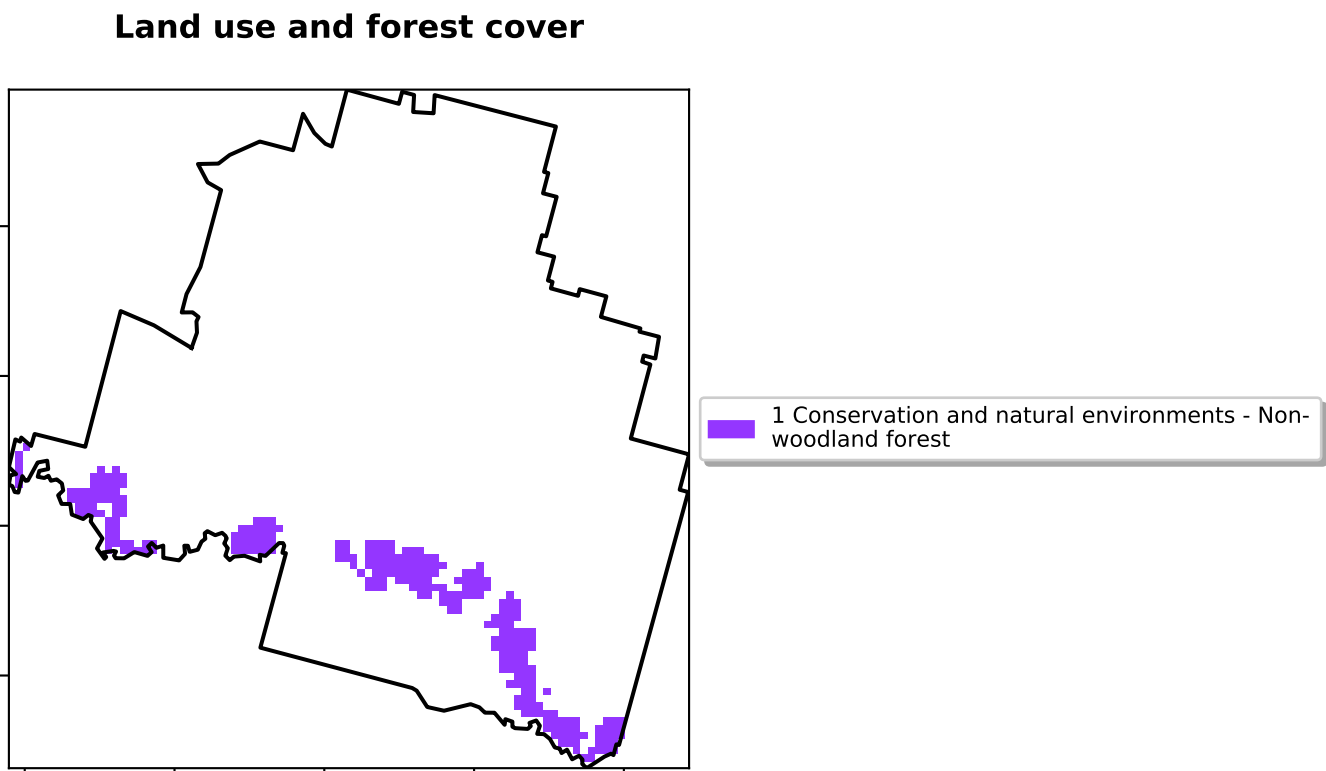 Land use and forest cover
1 Conservation and natural environments - Non-
woodland forest